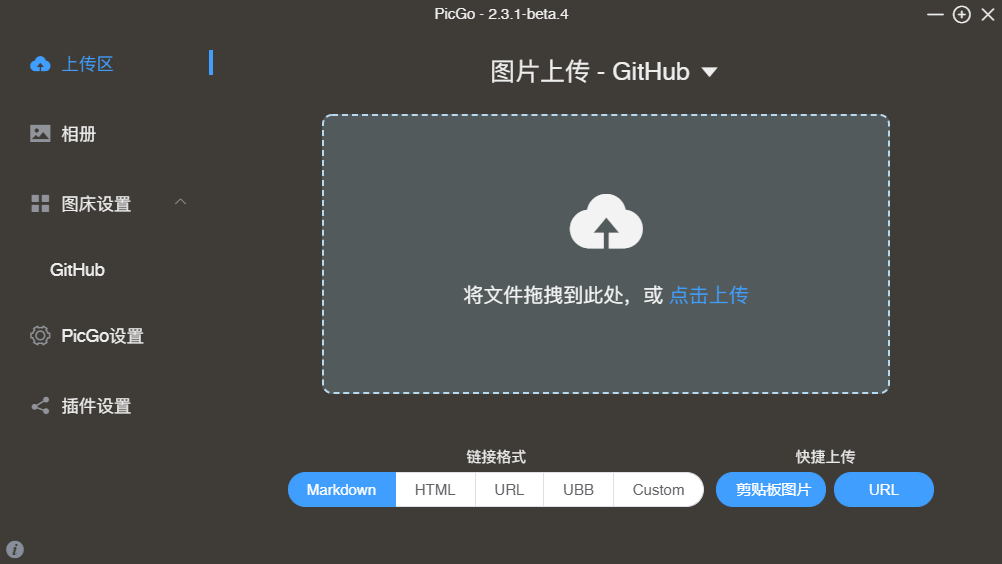 PicGo - 2.3.1-beta.4
上传区
相册
图床设置
GitHub
PicGo设置
插件设置
图片上传 - GitHub
将文件拖拽到此处，或 点击上传
链接格式
Markdown
HTML
URL
UBB
Custom
快捷上传
剪贴板图片
URL
i